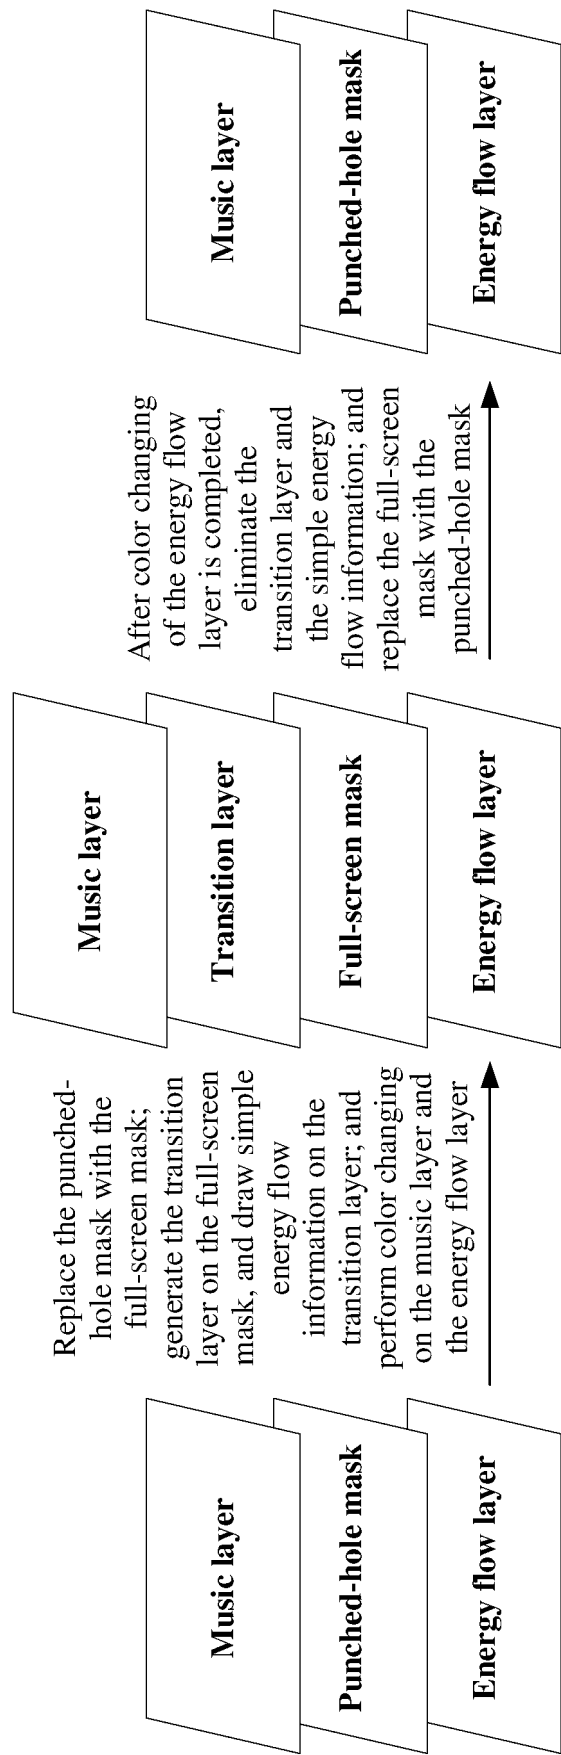 Music layer
Punched-hole mask
Energy flow layer
Replace the punched-
hole mask with the
full-screen mask;
generate the transition
layer on the full-screen
mask, and draw simple
energy flow
information on the
transition layer; and
perform color changing
on the music layer and
the energy flow layer
Music layer
Transition layer
Full-screen mask
Energy flow layer
After color changing
of the energy flow
layer is completed,
eliminate the
transition layer and
the simple energy
flow information; and
replace the full-screen
mask with the
punched-hole mask
Music layer
Punched-hole mask
Energy flow layer